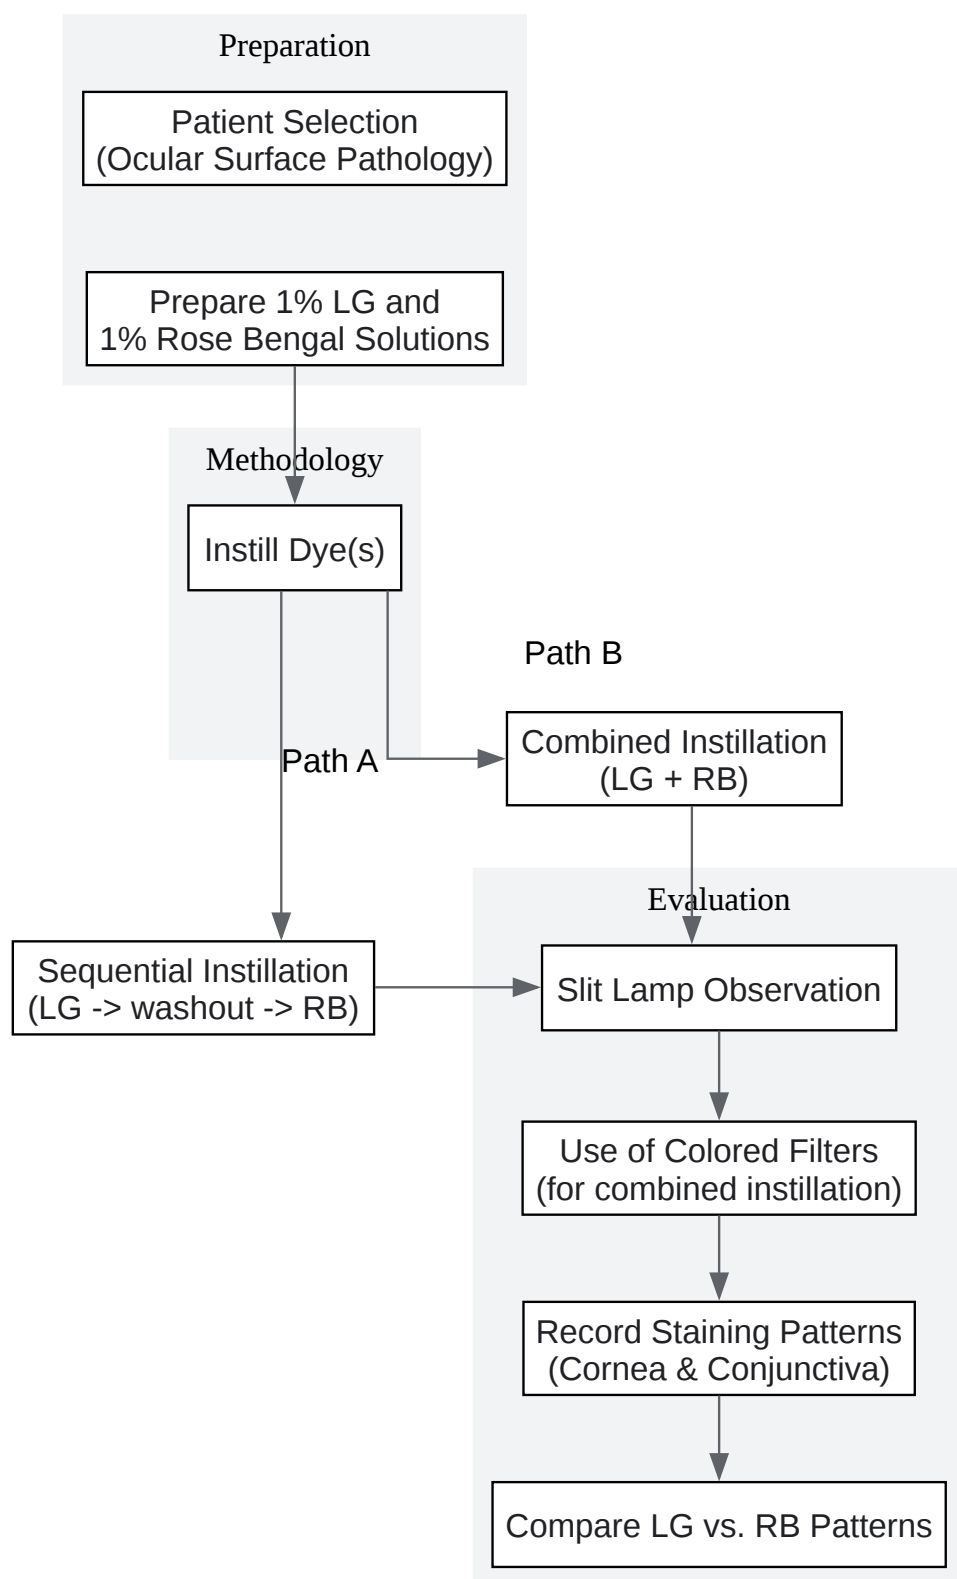 Preparation
Patient Selection
(Ocular Surface Pathology)
Prepare 1% LG and
1% Rose Bengal Solutions
Methodology
Instill Dye(s)
Path B
Combined Instillation
(LG + RB)
Path A
Evaluation
Sequential Instillation
(LG -> washout -> RB)
Slit Lamp Observation
Use of Colored Filters
(for combined instillation)
Record Staining Patterns
(Cornea & Conjunctiva)
Compare LG vs. RB Patterns